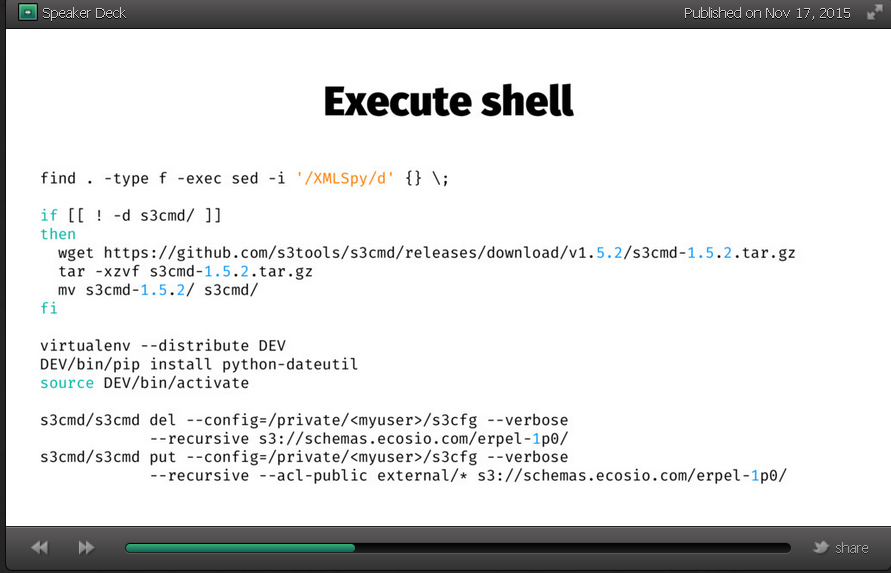 Speaker Deck
Published on Nov 17, 2015
Execute shell
find . -type f -exec sed -i '/XMLSpy/d' {} \;
if [[ ! -d s3cmd/ ]]
then
  wget https://github.com/s3tools/s3cmd/releases/download/v1.5.2/s3cmd-1.5.2.tar.gz
  tar -xzvf s3cmd-1.5.2.tar.gz
  mv s3cmd-1.5.2/ s3cmd/
fi
virtualenv --distribute DEV
DEV/bin/pip install python-dateutil
source DEV/bin/activate
s3cmd/s3cmd del --config=/private/<myuser>/s3cfg --verbose
            --recursive s3://schemas.ecosio.com/erpel-1p0/
s3cmd/s3cmd put --config=/private/<myuser>/s3cfg --verbose
            --recursive --acl-public external/* s3://schemas.ecosio.com/erpel-1p0/
share